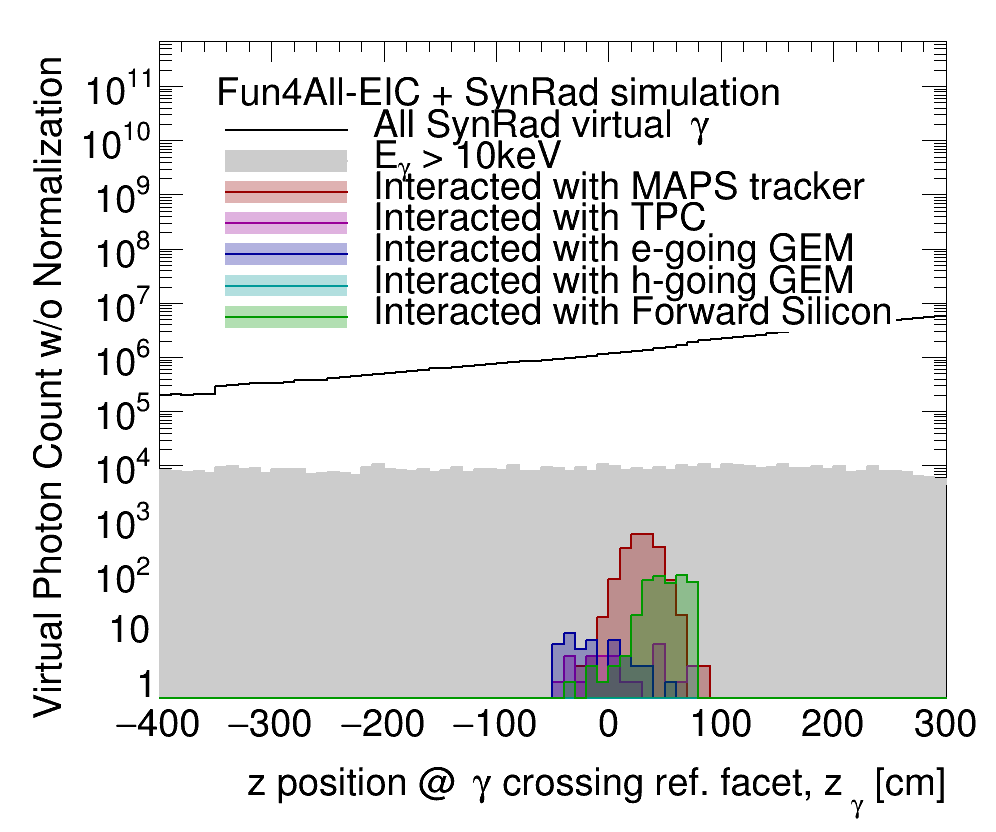 Fun4All-EIC + SynRad simulation
All SynRad virtual γ
Eγ > 10keV
Interacted with MAPS tracker
Interacted with TPC
Interacted with e-going GEM
Interacted with h-going GEM
Interacted with Forward Silicon
Virtual Photon Count w/o Normalization
10^11
10^10
10^9
10^8
10^7
10^6
10^5
10^4
10^3
10^2
10
1
−400 −300 −200 −100 0 100 200 300
z position @ γ crossing ref. facet, zγ [cm]